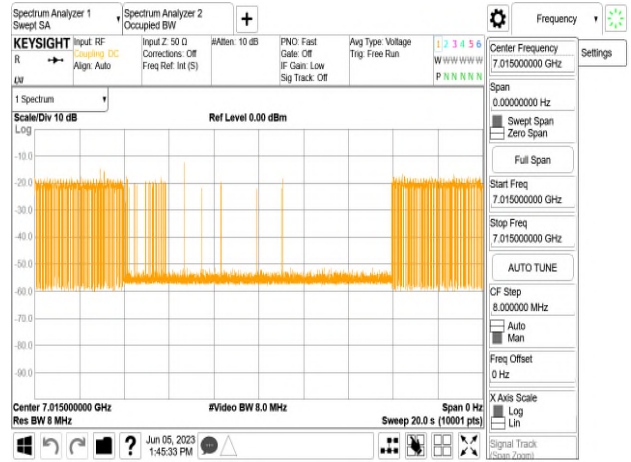 Spectrum Analyzer 1
Swept SA
Spectrum Analyzer 2
Occupied BW
+
Frequency
KEYSIGHT
R
LXI
Input: RF
Coupling: DC
Align: Auto
Input Z: 50 Ω
Corrections: Off
Freq Ref: Int (S)
#Atten: 10 dB
PNO: Fast
Gate: Off
IF Gain: Low
Sig Track: Off
Avg Type: Voltage
Trig: Free Run
1 2 3 4 5 6
W W W W W W
P N N N N N
1 Spectrum
Scale/Div 10 dB
Ref Level 0.00 dBm
Log
-10.0
-20.0
-30.0
-40.0
-50.0
-60.0
-70.0
-80.0
-90.0
Center 7.015000000 GHz
#Video BW 8.0 MHz
Span 0 Hz
Res BW 8 MHz
Sweep 20.0 s (10001 pts)
?
Jun 05, 2023
1:45:33 PM
Center Frequency
7.015000000 GHz
Settings
Span
0.00000000 Hz
Swept Span
Zero Span
Full Span
Start Freq
7.015000000 GHz
Stop Freq
7.015000000 GHz
AUTO TUNE
CF Step
8.000000 MHz
Auto
Man
Freq Offset
0 Hz
X Axis Scale
Log
Lin
Signal Track
(Span Zoom)